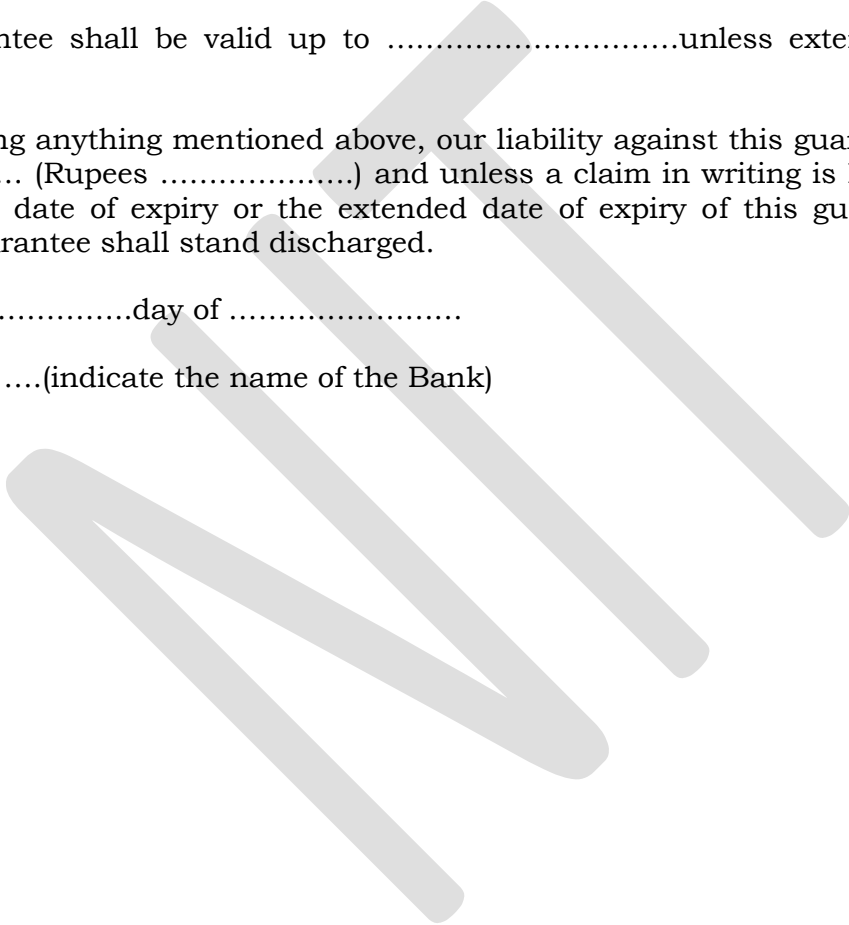 ntee shall be valid up to …………………………unless exte
ng anything mentioned above, our liability against this guar
… (Rupees ………………..) and unless a claim in writing is
date of expiry or the extended date of expiry of this gu
rantee shall stand discharged.
…………..day of ……………………
….(indicate the name of the Bank)
NIT